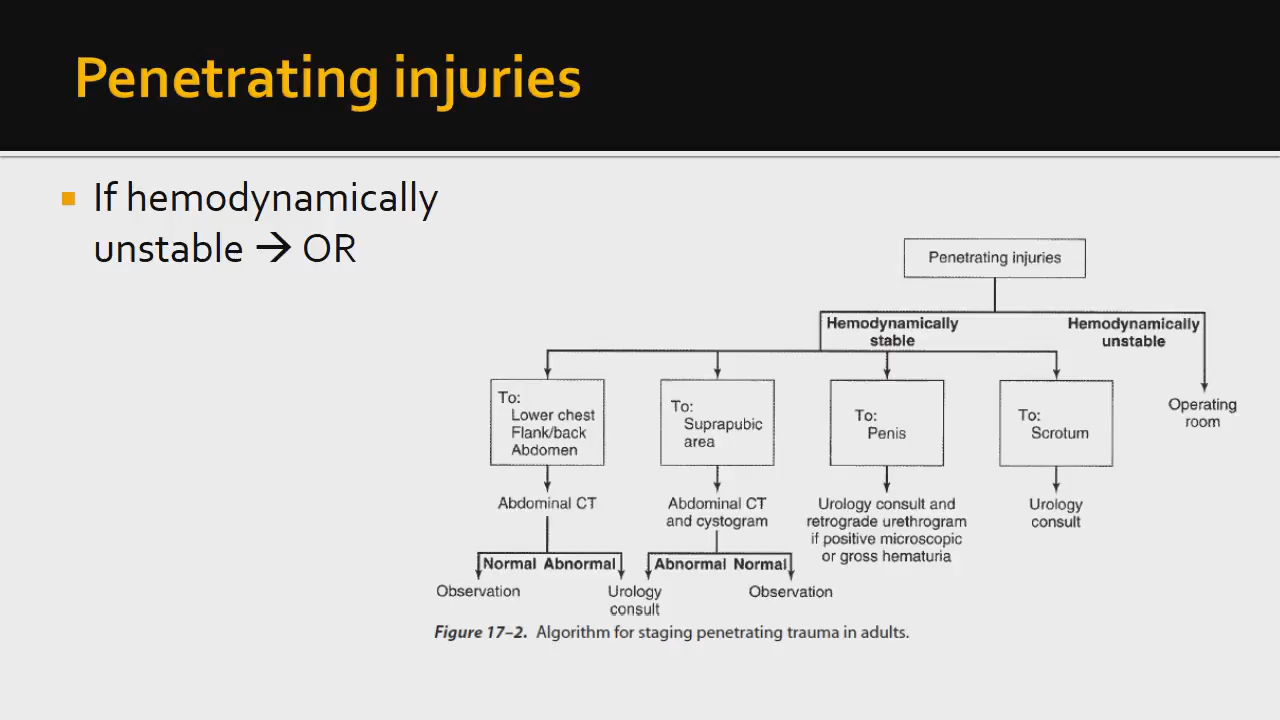 Penetrating injuries
If hemodynamically
unstable → OR
Penetrating injuries
Hemodynamically
stable
Hemodynamically
unstable
To:
Lower chest
Flank/back
Abdomen
To:
Suprapubic
area
To:
Penis
To:
Scrotum
Operating
room
Abdominal CT
Abdominal CT
and cystogram
Urology consult and
retrograde urethrogram
if positive microscopic
or gross hematuria
Urology
consult
Normal Abnormal
Abnormal Normal
Observation
Urology
consult
Observation
Figure 17–2. Algorithm for staging penetrating trauma in adults.